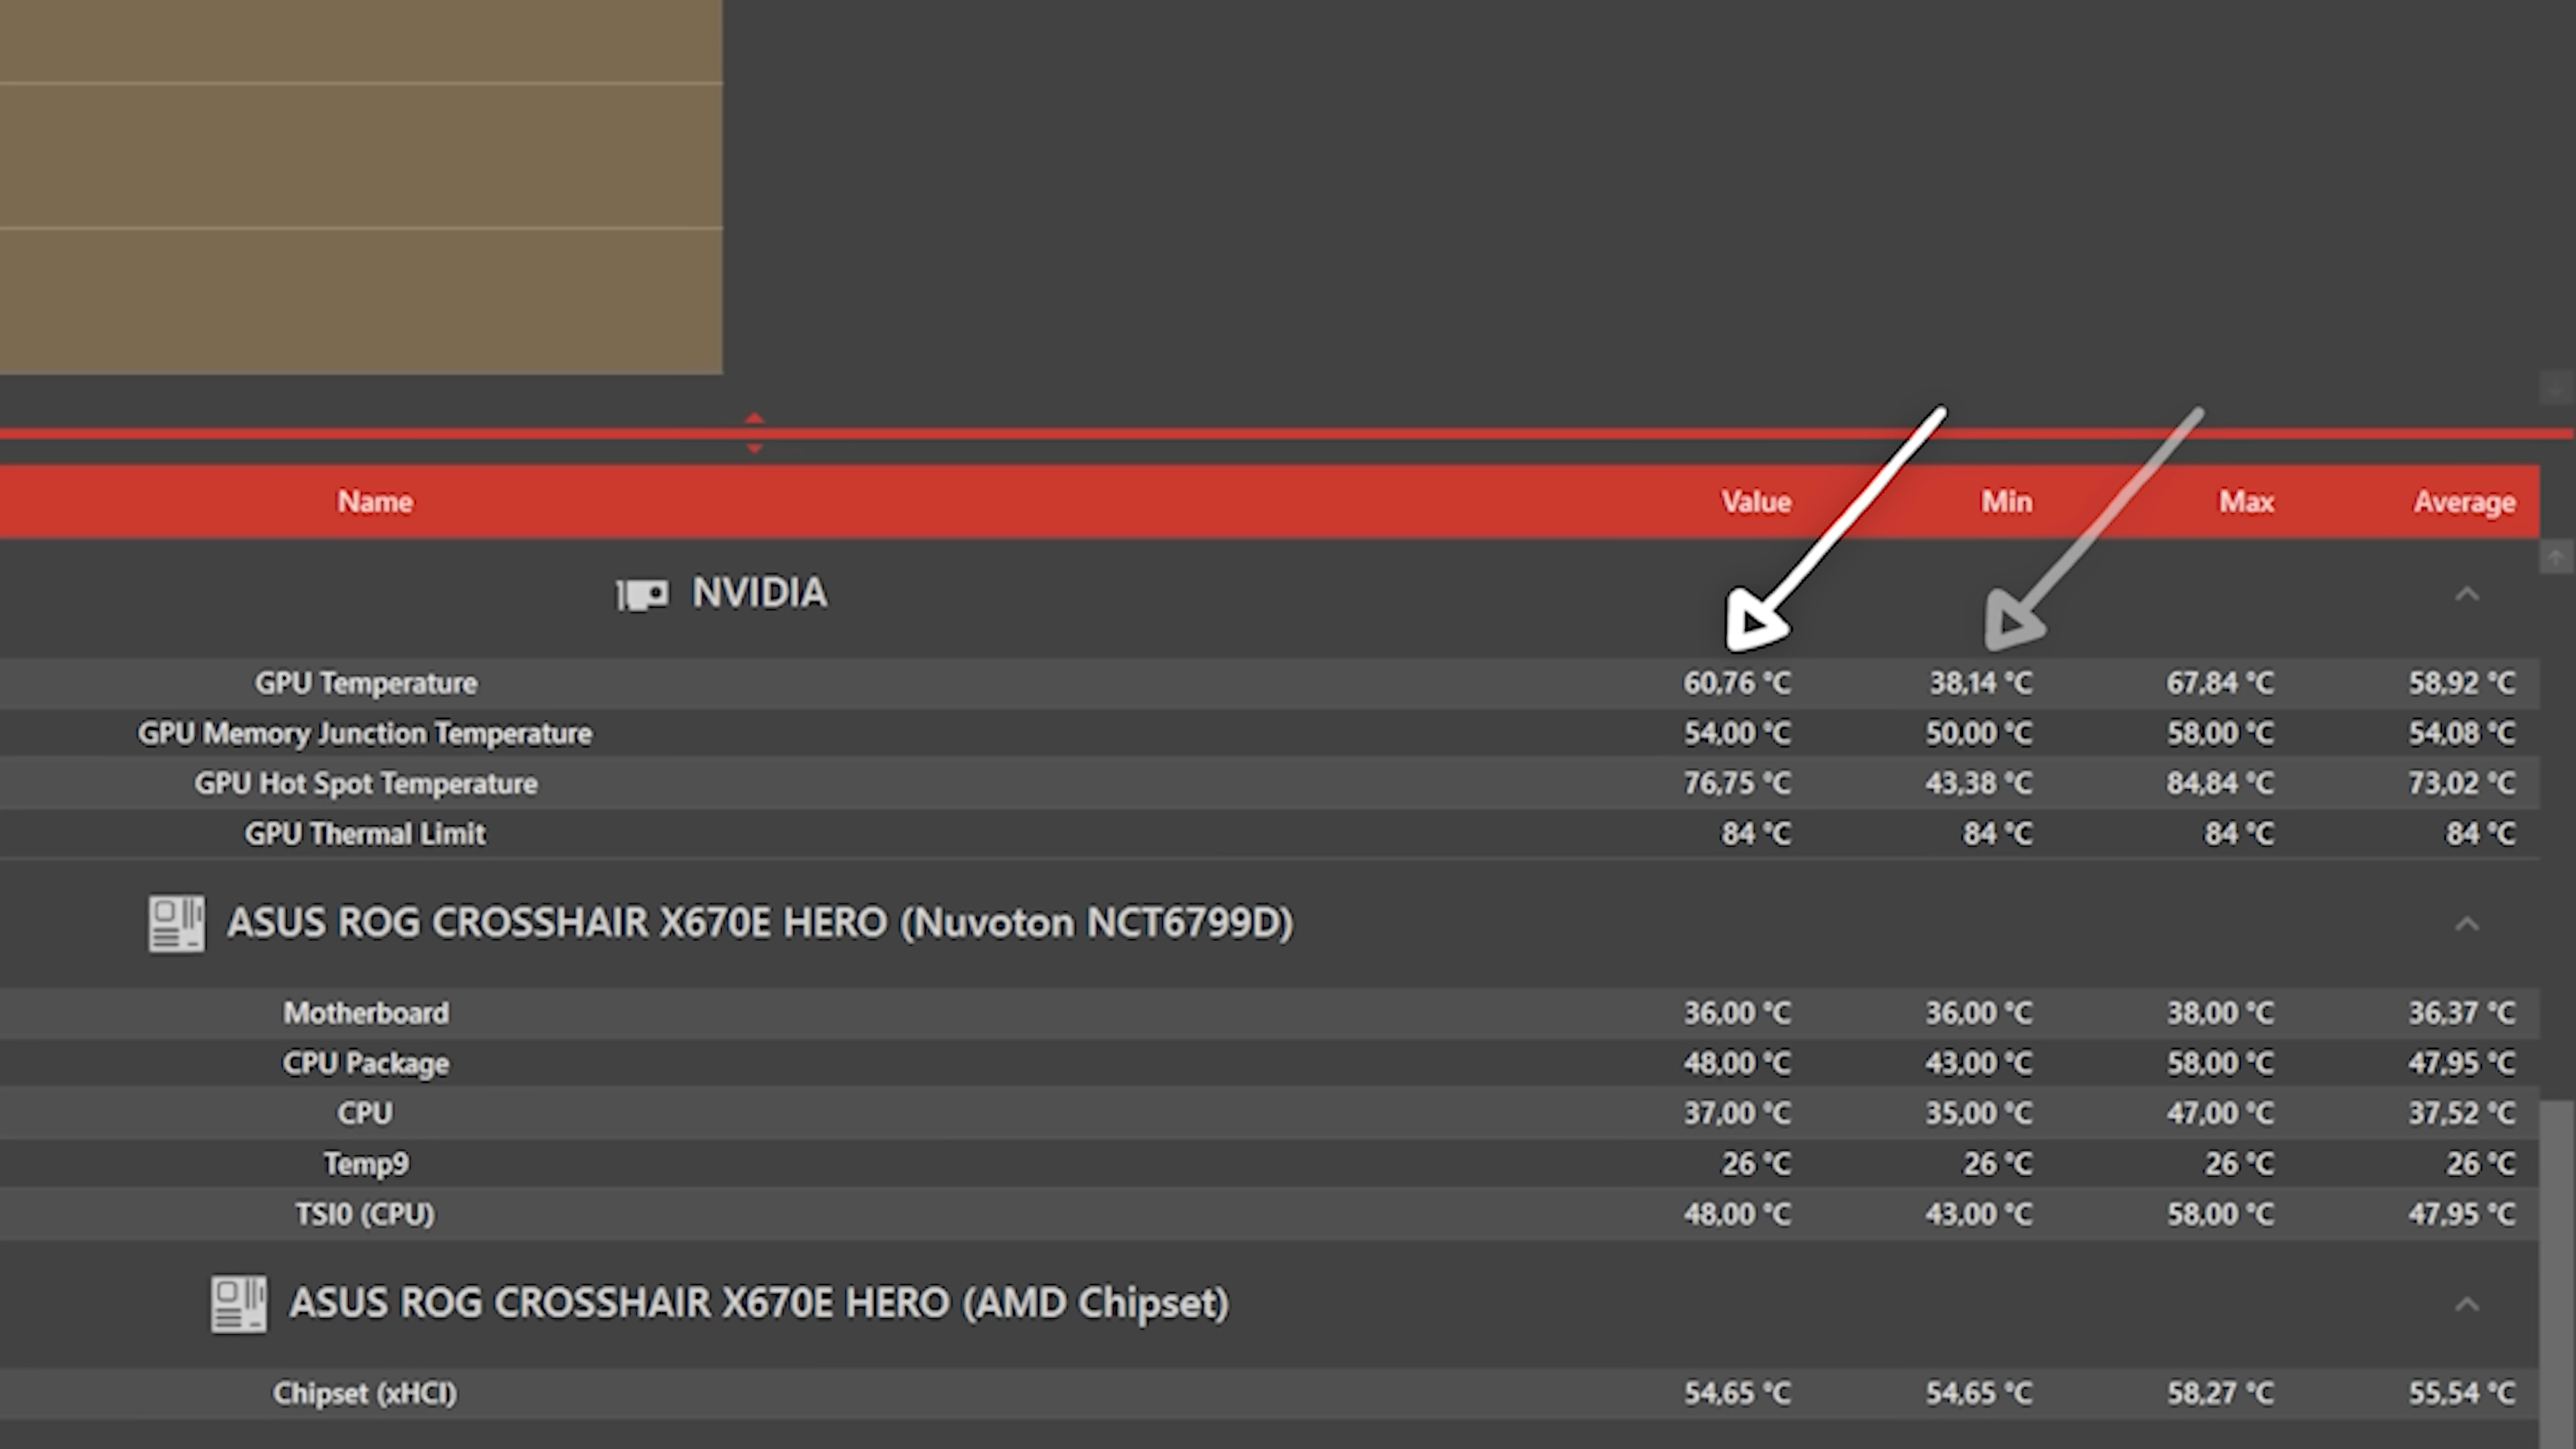 Name Value Min Max Average
NVIDIA
GPU Temperature 60,76 °C 38,14 °C 67,84 °C 58,92 °C
GPU Memory Junction Temperature 54,00 °C 50,00 °C 58,00 °C 54,08 °C
GPU Hot Spot Temperature 76,75 °C 43,38 °C 84,84 °C 73,02 °C
GPU Thermal Limit 84 °C 84 °C 84 °C 84 °C
ASUS ROG CROSSHAIR X670E HERO (Nuvoton NCT6799D)
Motherboard 36,00 °C 36,00 °C 38,00 °C 36,37 °C
CPU Package 48,00 °C 43,00 °C 58,00 °C 47,95 °C
CPU 37,00 °C 35,00 °C 47,00 °C 37,52 °C
Temp9 26 °C 26 °C 26 °C 26 °C
TSI0 (CPU) 48,00 °C 43,00 °C 58,00 °C 47,95 °C
ASUS ROG CROSSHAIR X670E HERO (AMD Chipset)
Chipset (xHCI) 54,65 °C 54,65 °C 58,27 °C 55,54 °C